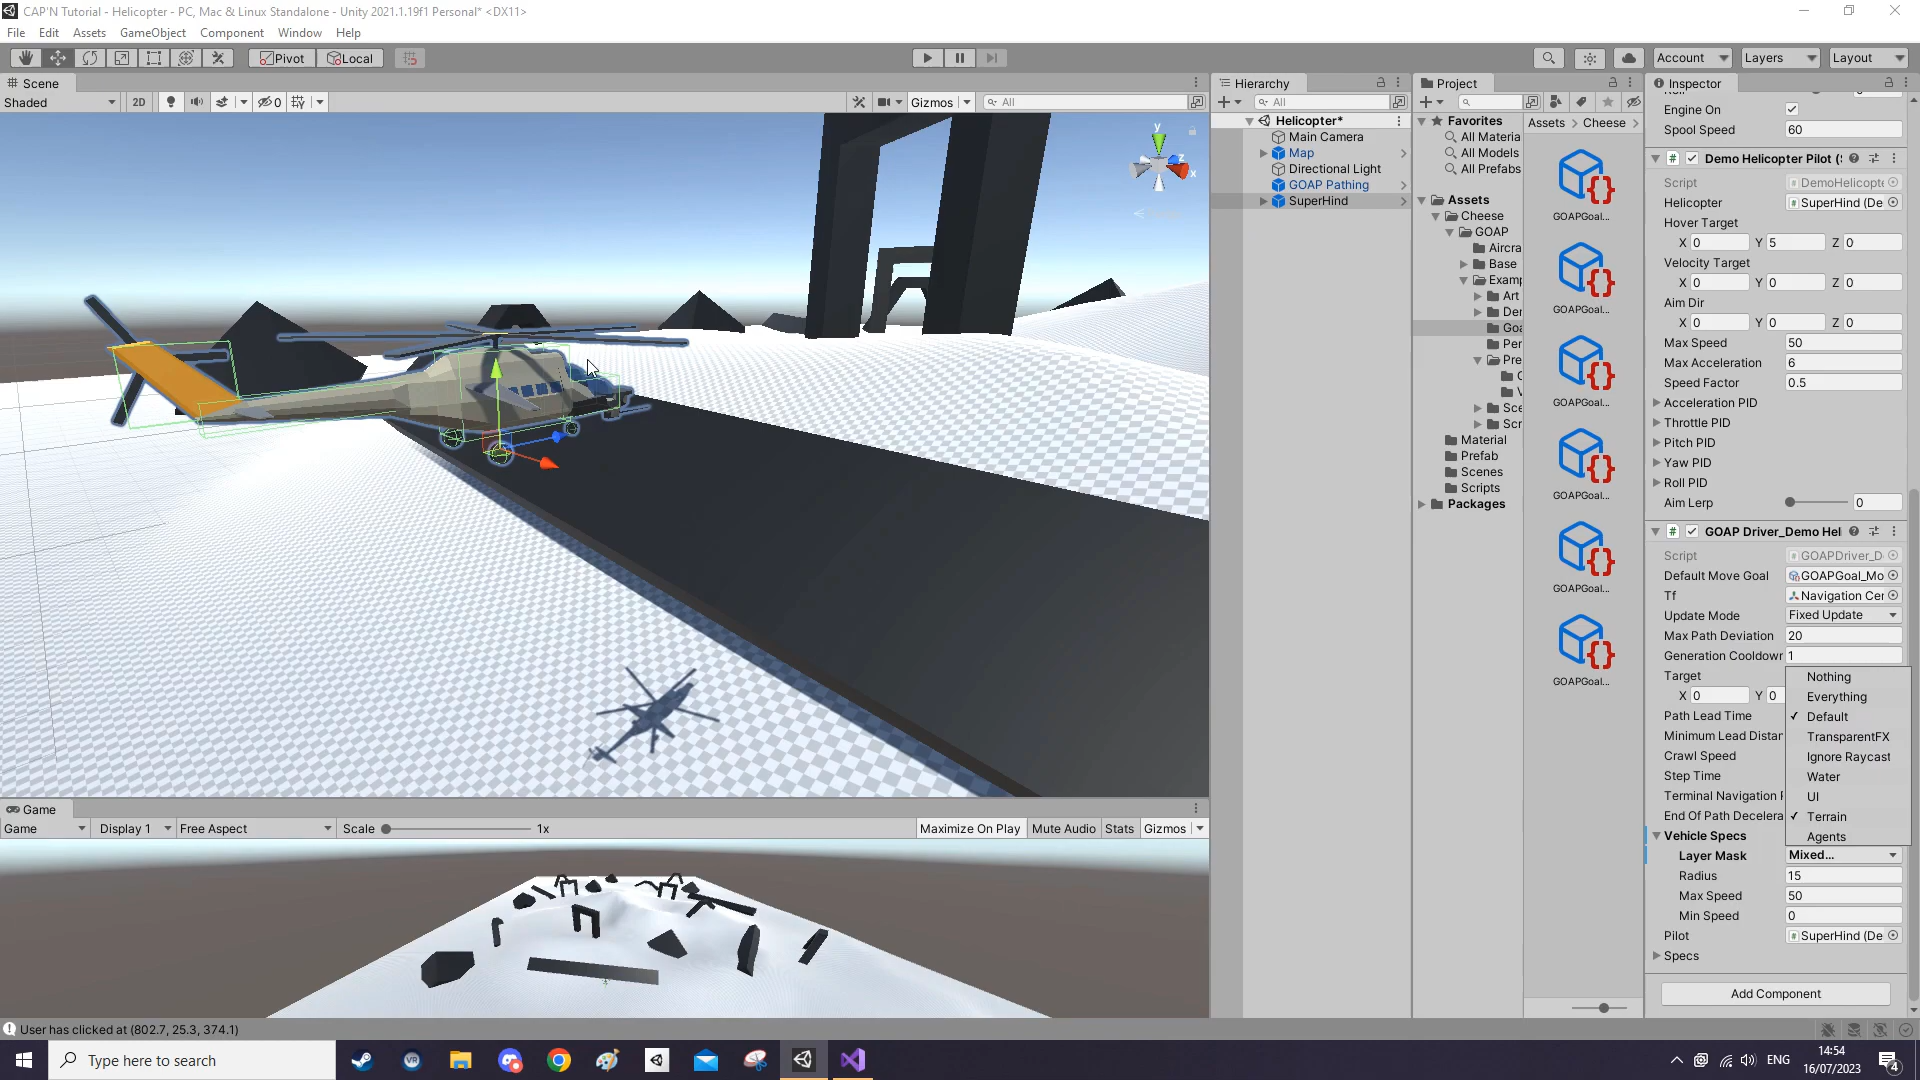 CAP'N Tutorial - Helicopter - PC, Mac & Linux Standalone - Unity 2021.1.19f1 Personal* <DX11>
File Edit Assets GameObject Component Window Help
Pivot Local Account Layers Layout
Scene
Shaded 2D 0 Gizmos All
y x z
Hierarchy
All
Helicopter*
Main Camera
Map
Directional Light
GOAP Pathing
SuperHind
Project
Favorites
All Materia
All Models
All Prefabs
Assets
Cheese
GOAP
Aircra
Base
Examp
Art
Der
Goa
Per
Pre
Sce
Scr
Material
Prefab
Scenes
Scripts
Packages
Assets > Cheese >
GOAPGoal...
GOAPGoal...
GOAPGoal...
GOAPGoal...
GOAPGoal...
GOAPGoal...
Inspector
Engine On
Spool Speed 60
Demo Helicopter Pilot (
Script DemoHelicopte
Helicopter SuperHind (De
Hover Target
X 0 Y 5 Z 0
Velocity Target
X 0 Y 0 Z 0
Aim Dir
X 0 Y 0 Z 0
Max Speed 50
Max Acceleration 6
Speed Factor 0.5
Acceleration PID
Throttle PID
Pitch PID
Yaw PID
Roll PID
Aim Lerp 0
GOAP Driver_Demo Hel
Script GOAPDriver_D
Default Move Goal GOAPGoal_Mo
Tf Navigation Cer
Update Mode Fixed Update
Max Path Deviation 20
Generation Cooldowr 1
Target
X 0 Y 0
Path Lead Time
Minimum Lead Distar
Crawl Speed
Step Time
Terminal Navigation
End Of Path Decelera
Nothing
Everything
Default
TransparentFX
Ignore Raycast
Water
UI
Terrain
Agents
Vehicle Specs
Layer Mask Mixed...
Radius 15
Max Speed 50
Min Speed 0
Pilot SuperHind (De
Specs
Add Component
Game
Game Display 1 Free Aspect Scale 1x Maximize On Play Mute Audio Stats Gizmos
User has clicked at (802.7, 25.3, 374.1)
Type here to search
ENG
14:54
16/07/2023
4